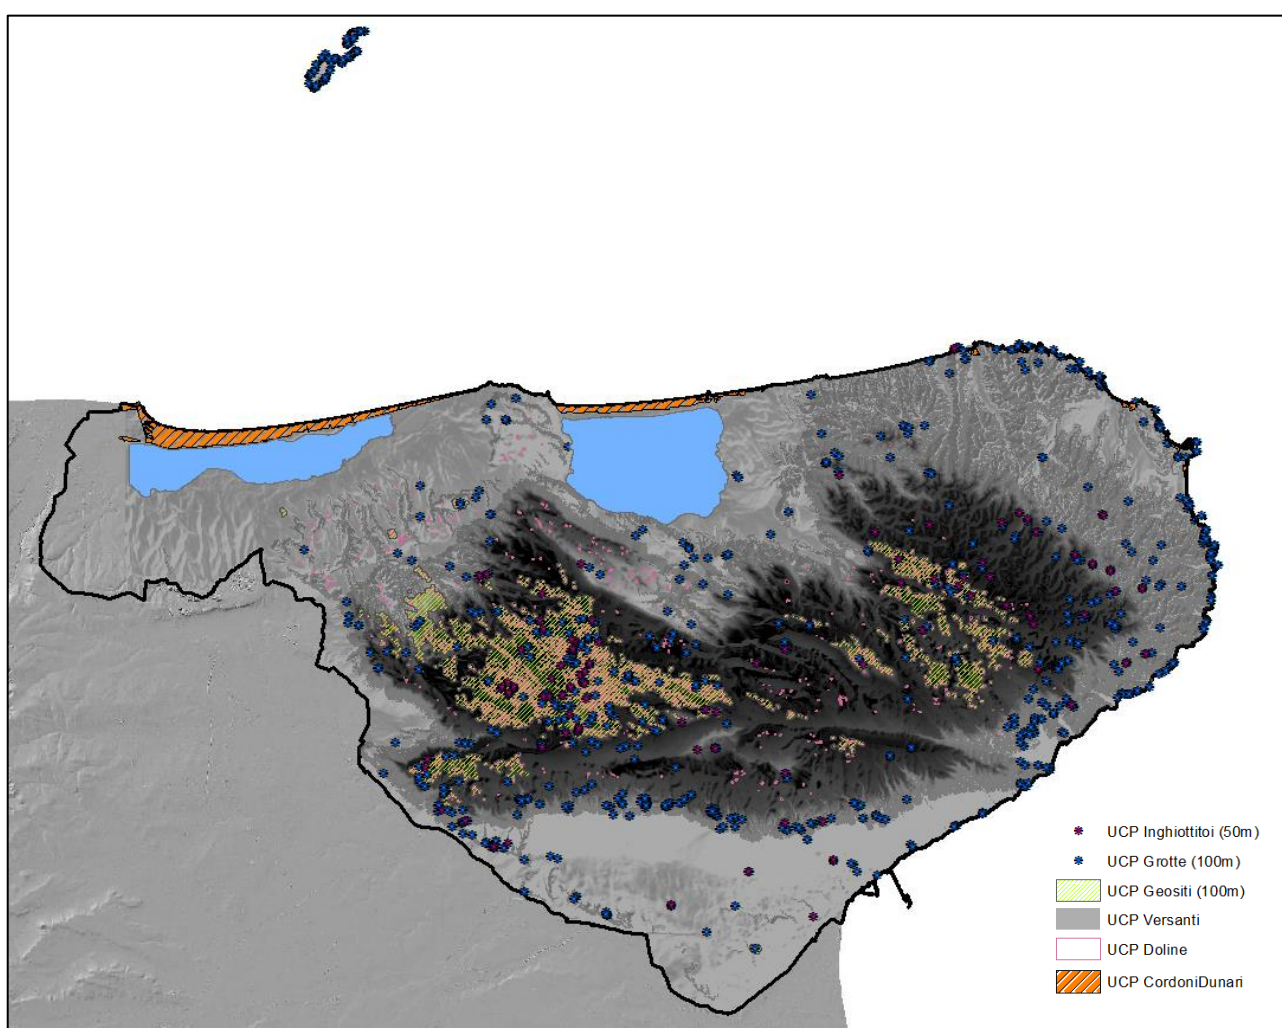 UCP Inghiottitoi (50m)
UCP Grotte (100m)
UCP Geositi (100m)
UCP Versanti
UCP Doline
UCP CordoniDunari